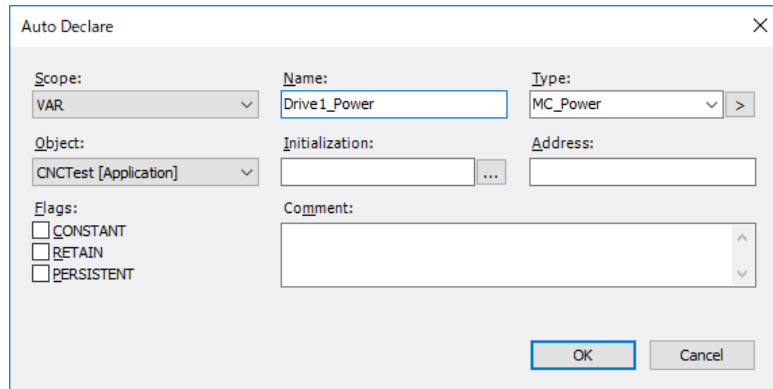 Auto Declare
Scope: Name: Type:
VAR Drive1_Power MC_Power >
Object: Initialization: Address:
CNCTest [Application] ...
Flags: Comment:
CONSTANT
RETAIN
PERSISTENT
OK Cancel